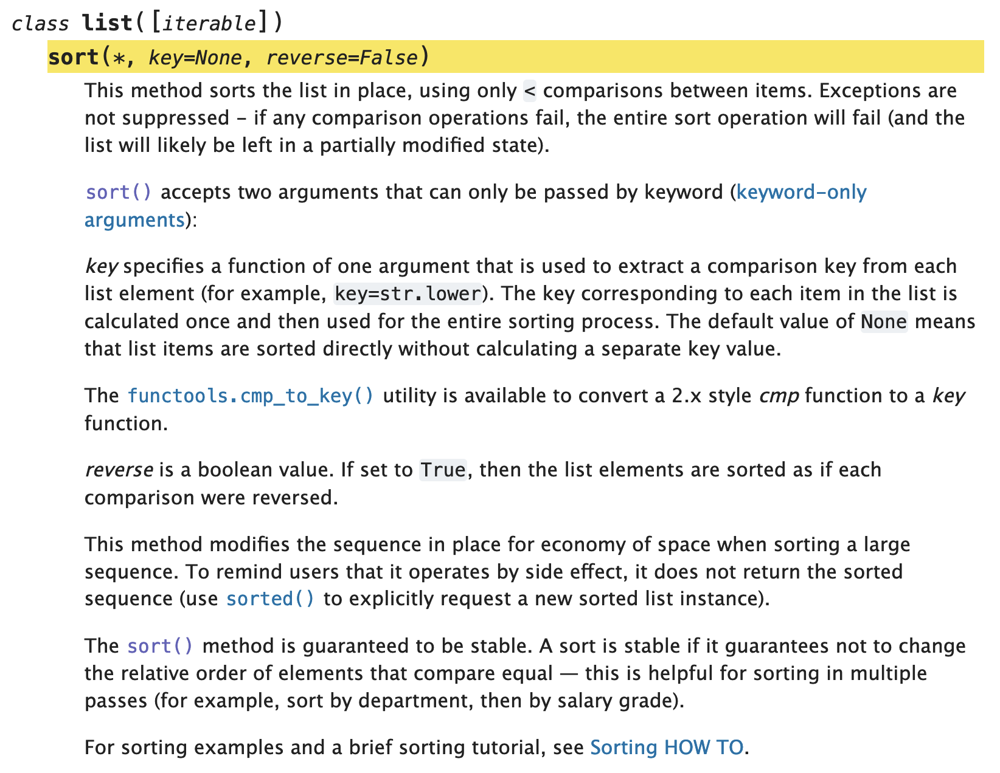 class list([iterable])
sort(*, key=None, reverse=False)
This method sorts the list in place, using only < comparisons between items. Exceptions are
not suppressed – if any comparison operations fail, the entire sort operation will fail (and the
list will likely be left in a partially modified state).
sort() accepts two arguments that can only be passed by keyword (keyword-only
arguments):
key specifies a function of one argument that is used to extract a comparison key from each
list element (for example, key=str.lower). The key corresponding to each item in the list is
calculated once and then used for the entire sorting process. The default value of None means
that list items are sorted directly without calculating a separate key value.
The functools.cmp_to_key() utility is available to convert a 2.x style cmp function to a key
function.
reverse is a boolean value. If set to True, then the list elements are sorted as if each
comparison were reversed.
This method modifies the sequence in place for economy of space when sorting a large
sequence. To remind users that it operates by side effect, it does not return the sorted
sequence (use sorted() to explicitly request a new sorted list instance).
The sort() method is guaranteed to be stable. A sort is stable if it guarantees not to change
the relative order of elements that compare equal — this is helpful for sorting in multiple
passes (for example, sort by department, then by salary grade).
For sorting examples and a brief sorting tutorial, see Sorting HOW TO.